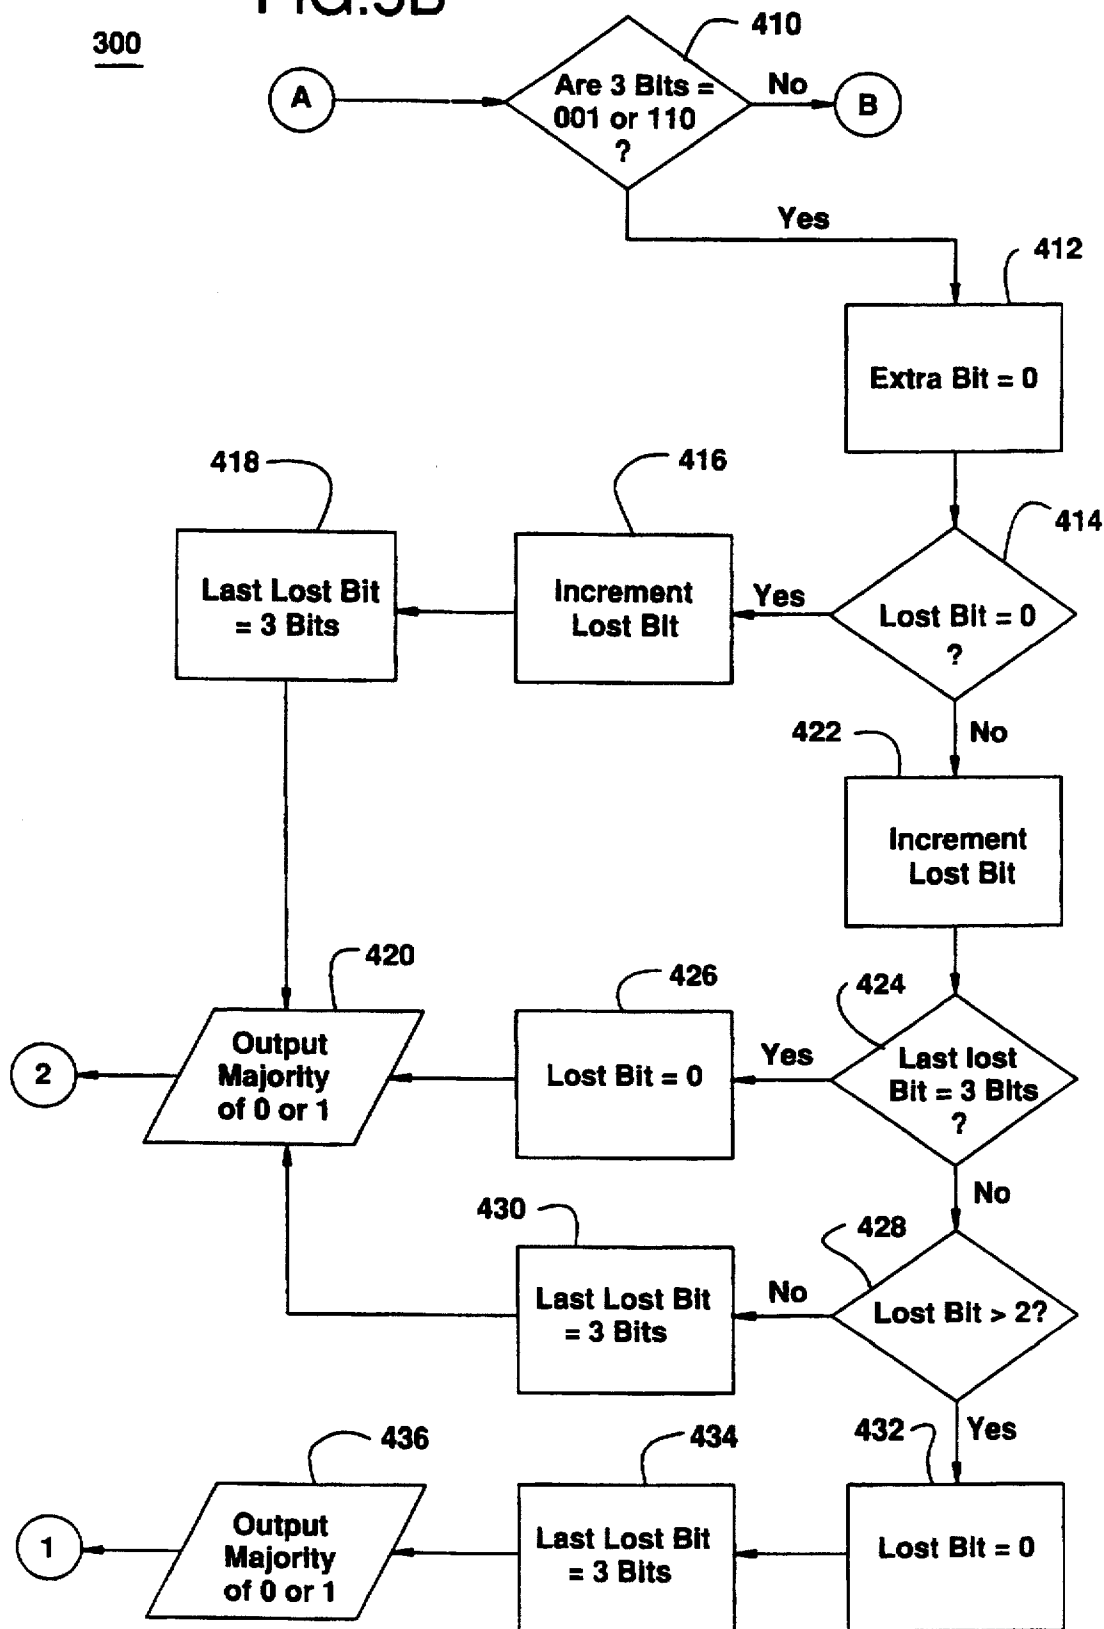 FIG.3B
300
410
A
Are 3 Bits =
001 or 110
?
No
B
Yes
412
Extra Bit = 0
418
416
414
Last Lost Bit
= 3 Bits
Increment
Lost Bit
Yes
Lost Bit = 0
?
No
422
Increment
Lost Bit
420
426
424
2
Output
Majority
of 0 or 1
Lost Bit = 0
Yes
Last lost
Bit = 3 Bits
?
No
430
428
Last Lost Bit
= 3 Bits
No
Lost Bit > 2?
Yes
436
434
432
1
Output
Majority
of 0 or 1
Last Lost Bit
= 3 Bits
Lost Bit = 0